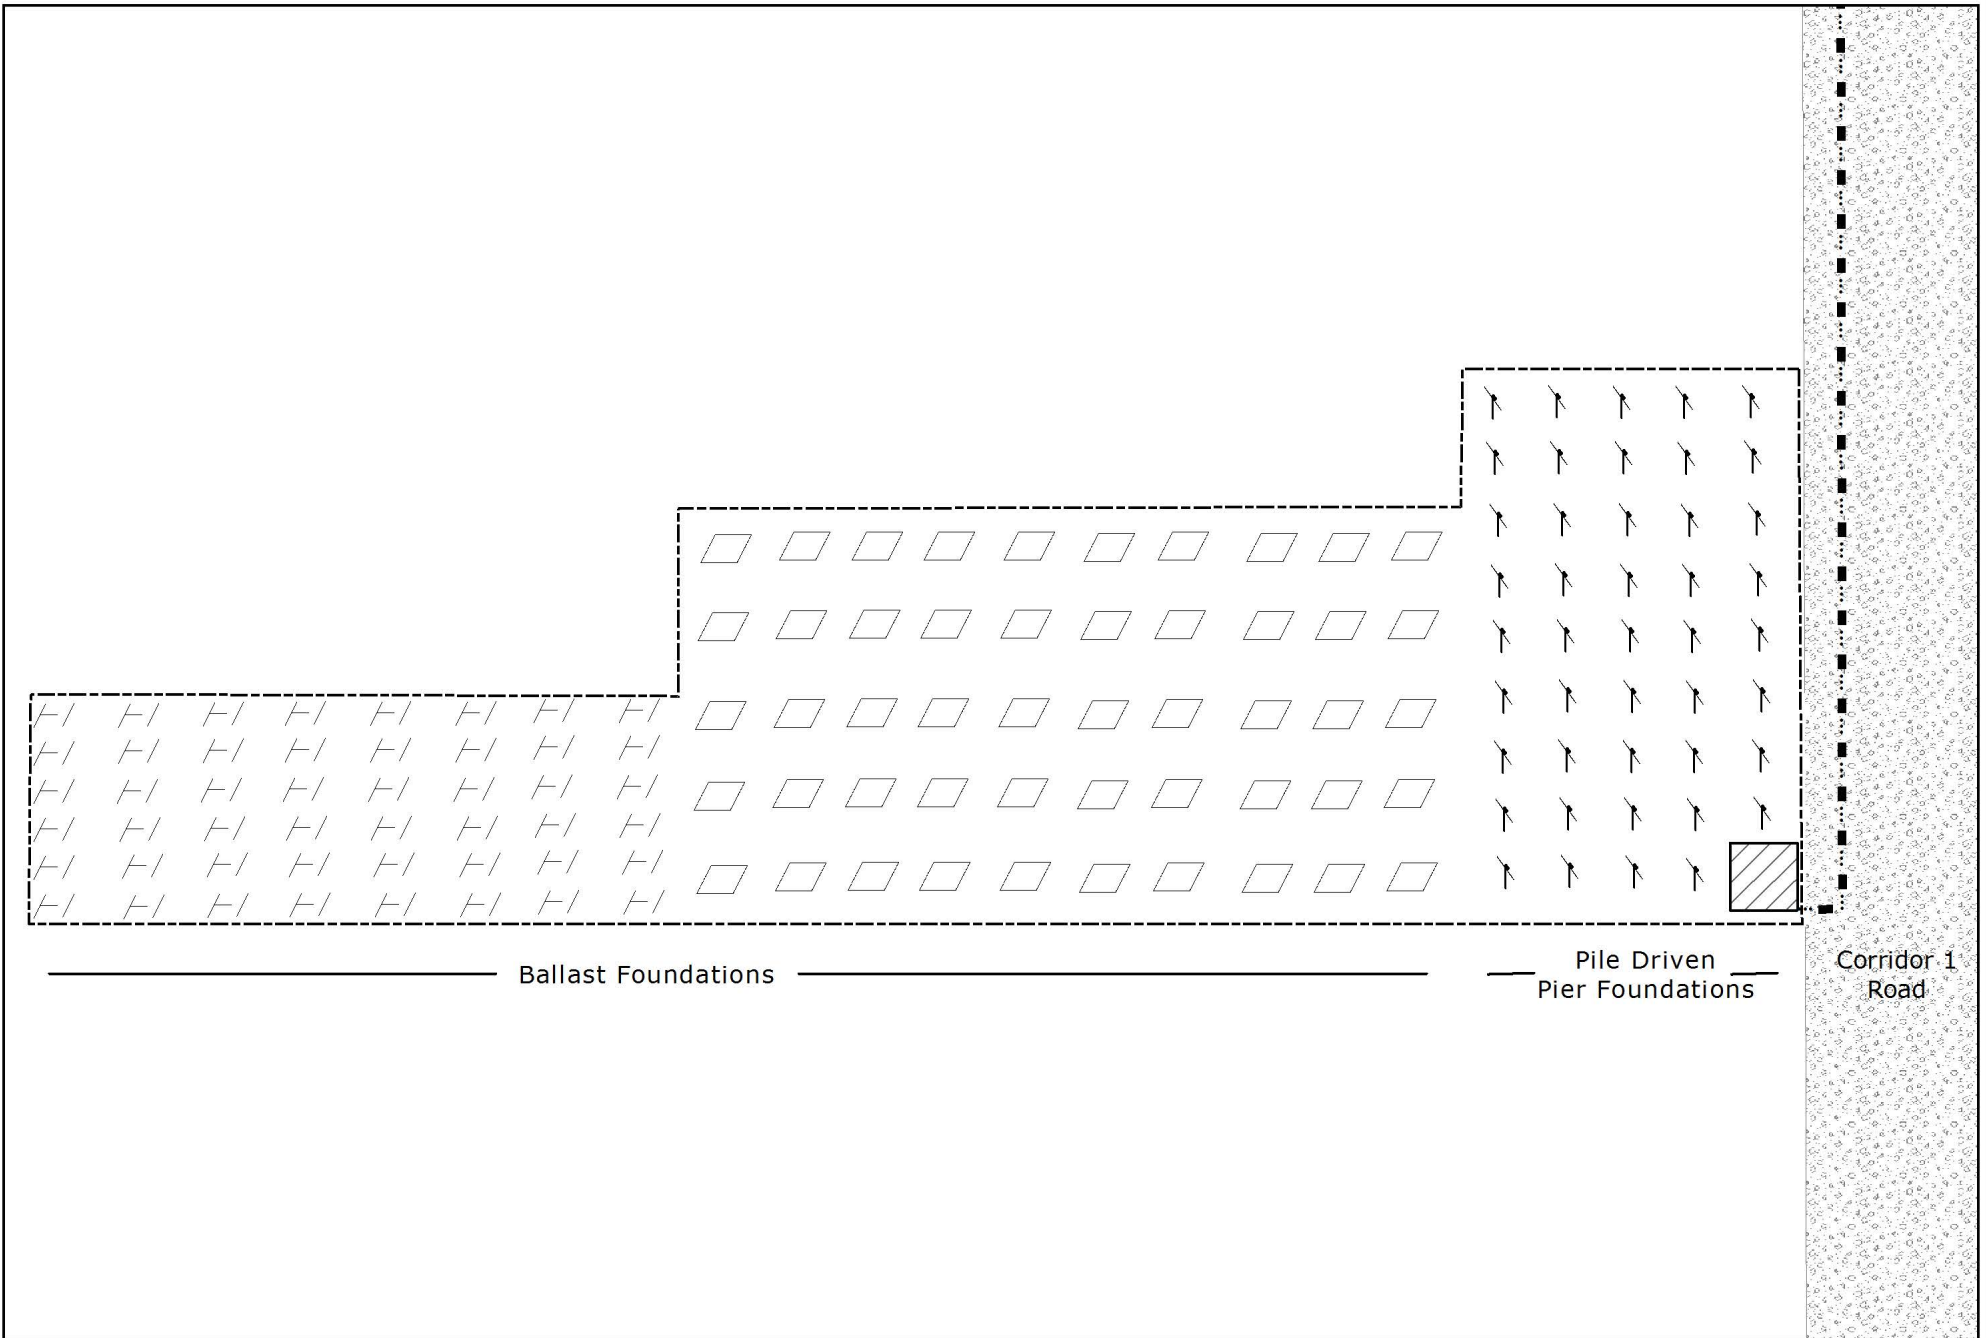 Ballast Foundations
Pile Driven
Pier Foundations
Corridor 1
Road